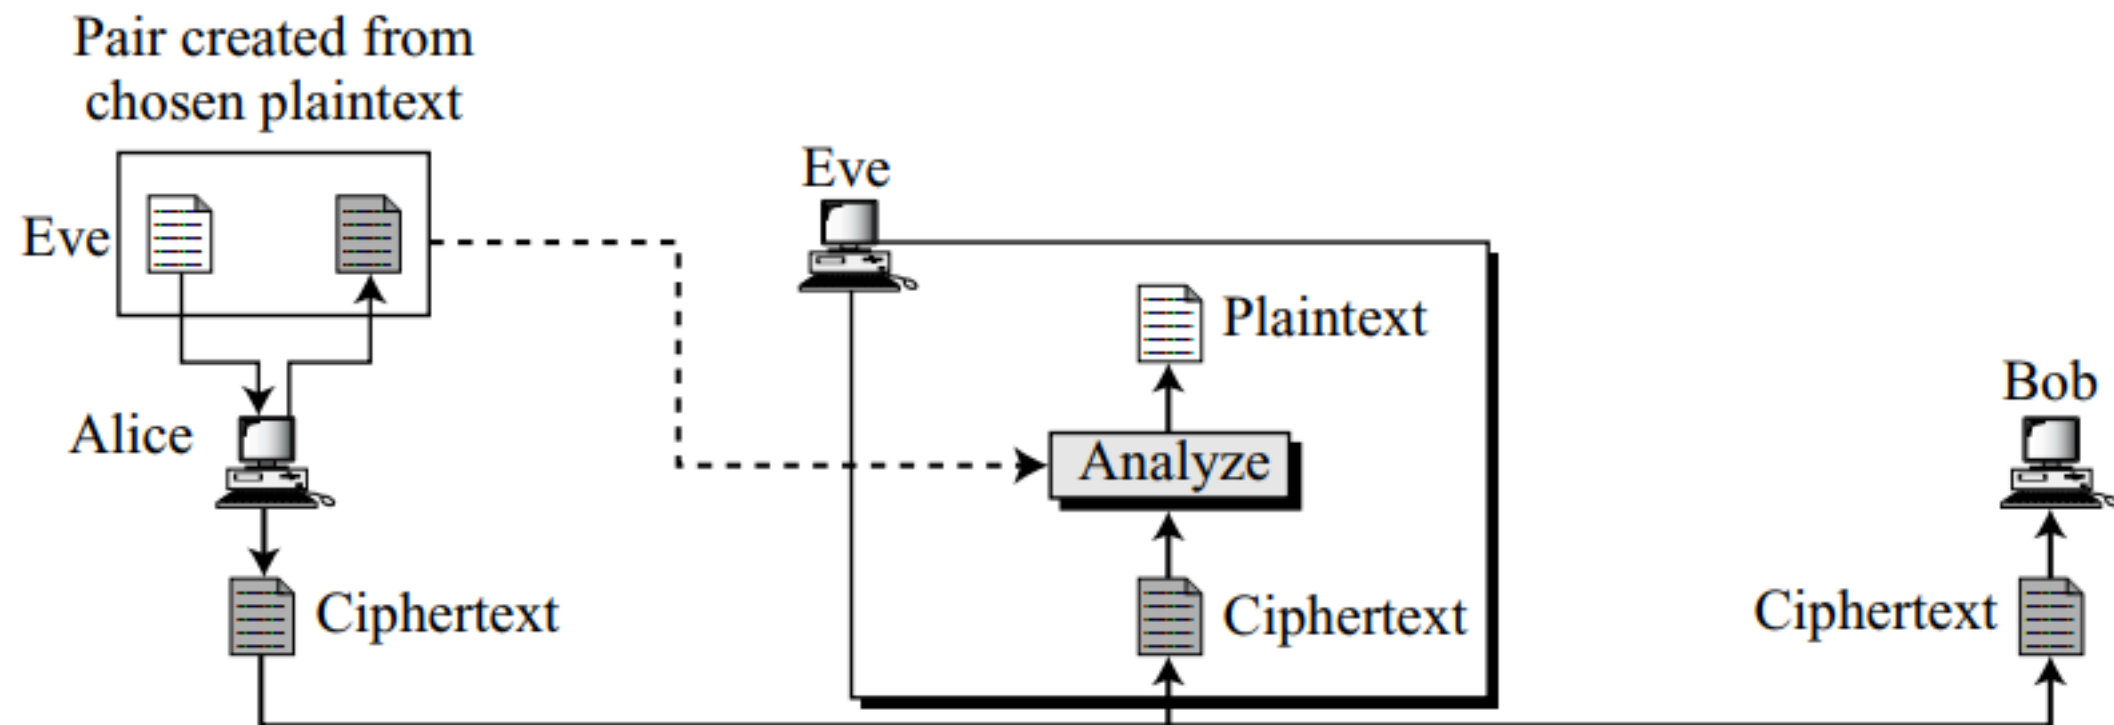 Pair created from
chosen plaintext
Eve
Eve
Plaintext
Bob
Alice
Analyze
Ciphertext
Ciphertext
Ciphertext